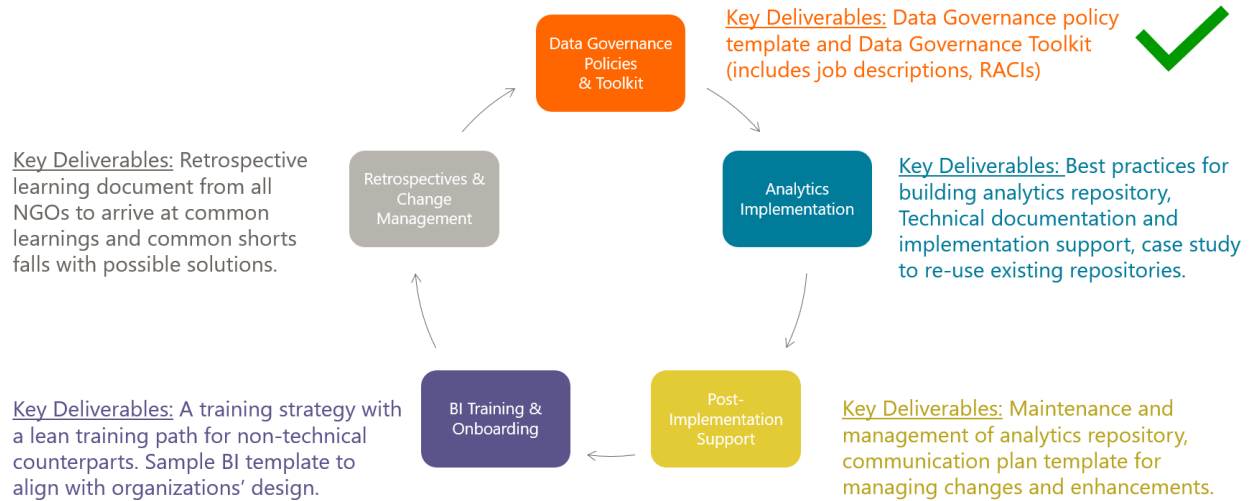 Data Governance
Policies
& Toolkit
Key Deliverables: Data Governance policy
template and Data Governance Toolkit
(includes job descriptions, RACIs)
Analytics
Implementation
Key Deliverables: Best practices for
building analytics repository,
Technical documentation and
implementation support, case study
to re-use existing repositories.
Post-
Implementation
Support
Key Deliverables: Maintenance and
management of analytics repository,
communication plan template for
managing changes and enhancements.
BI Training &
Onboarding
Key Deliverables: A training strategy with
a lean training path for non-technical
counterparts. Sample BI template to
align with organizations’ design.
Retrospectives &
Change
Management
Key Deliverables: Retrospective
learning document from all
NGOs to arrive at common
learnings and common shorts
falls with possible solutions.